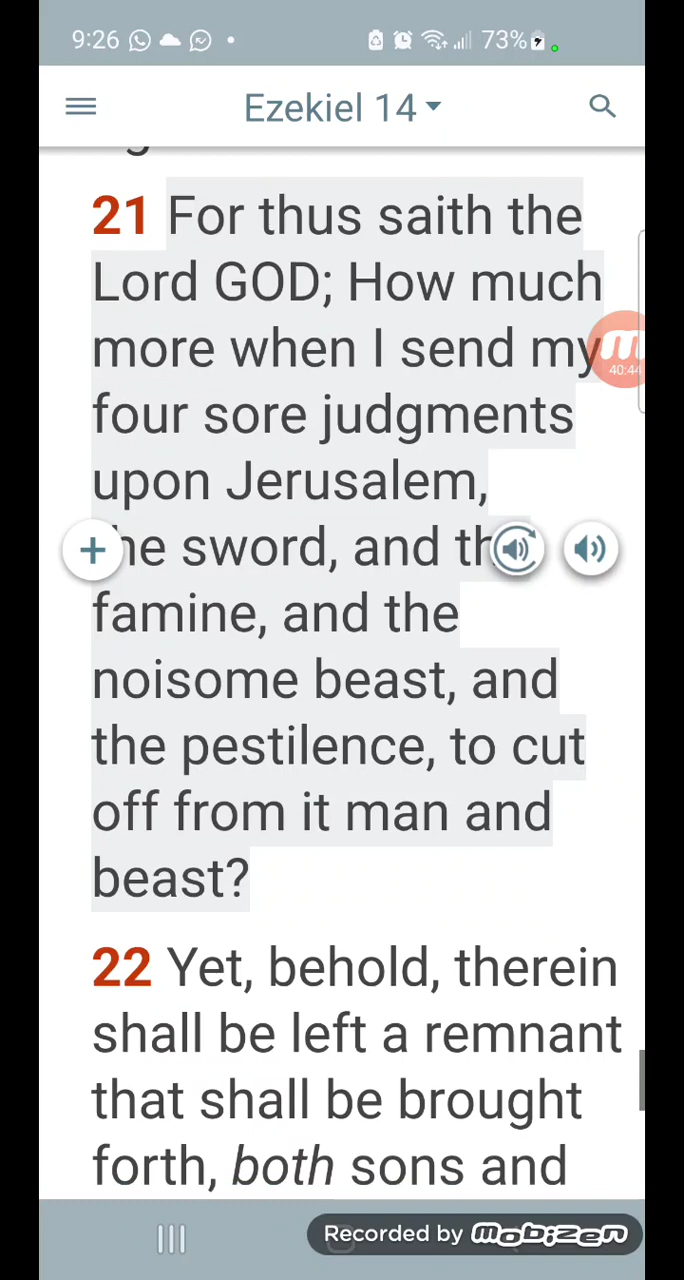 9:26 73%
Ezekiel 14
21 For thus saith the
Lord GOD; How much
more when I send my
40:44
four sore judgments
upon Jerusalem,
he sword, and th
famine, and the
noisome beast, and
the pestilence, to cut
off from it man and
beast?
22 Yet, behold, therein
shall be left a remnant
that shall be brought
forth, both sons and
Recorded by mobizen